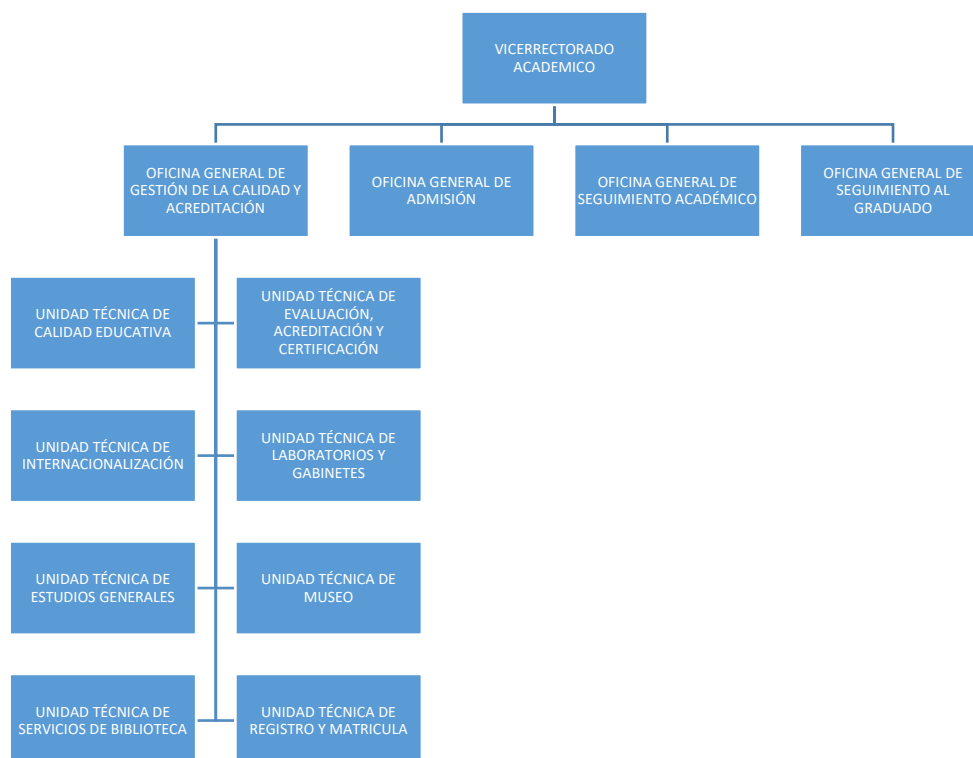 VICERRECTORADO
ACADEMICO
OFICINA GENERAL DE
GESTIÓN DE LA CALIDAD Y
ACREDITACIÓN
OFICINA GENERAL DE
ADMISIÓN
OFICINA GENERAL DE
SEGUIMIENTO ACADÉMICO
OFICINA GENERAL DE
SEGUIMIENTO AL
GRADUADO
UNIDAD TÉCNICA DE
CALIDAD EDUCATIVA
UNIDAD TÉCNICA DE
EVALUACIÓN,
ACREDITACIÓN Y
CERTIFICACIÓN
UNIDAD TÉCNICA DE
INTERNACIONALIZACIÓN
UNIDAD TÉCNICA DE
LABORATORIOS Y
GABINETES
UNIDAD TÉCNICA DE
ESTUDIOS GENERALES
UNIDAD TÉCNICA DE
MUSEO
UNIDAD TÉCNICA DE
SERVICIOS DE BIBLIOTECA
UNIDAD TÉCNICA DE
REGISTRO Y MATRICULA